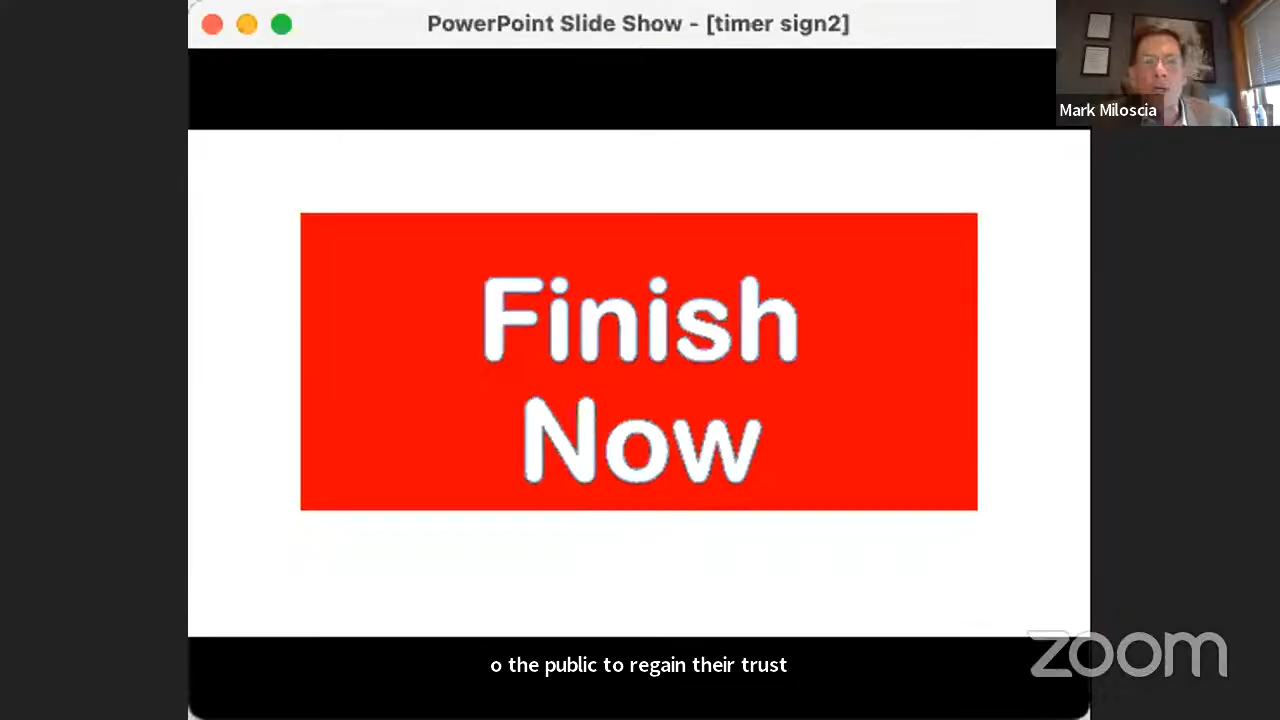 PowerPoint Slide Show - [timer sign2]
Mark Miloscia
Finish
Now
o the public to regain their trust
zoom